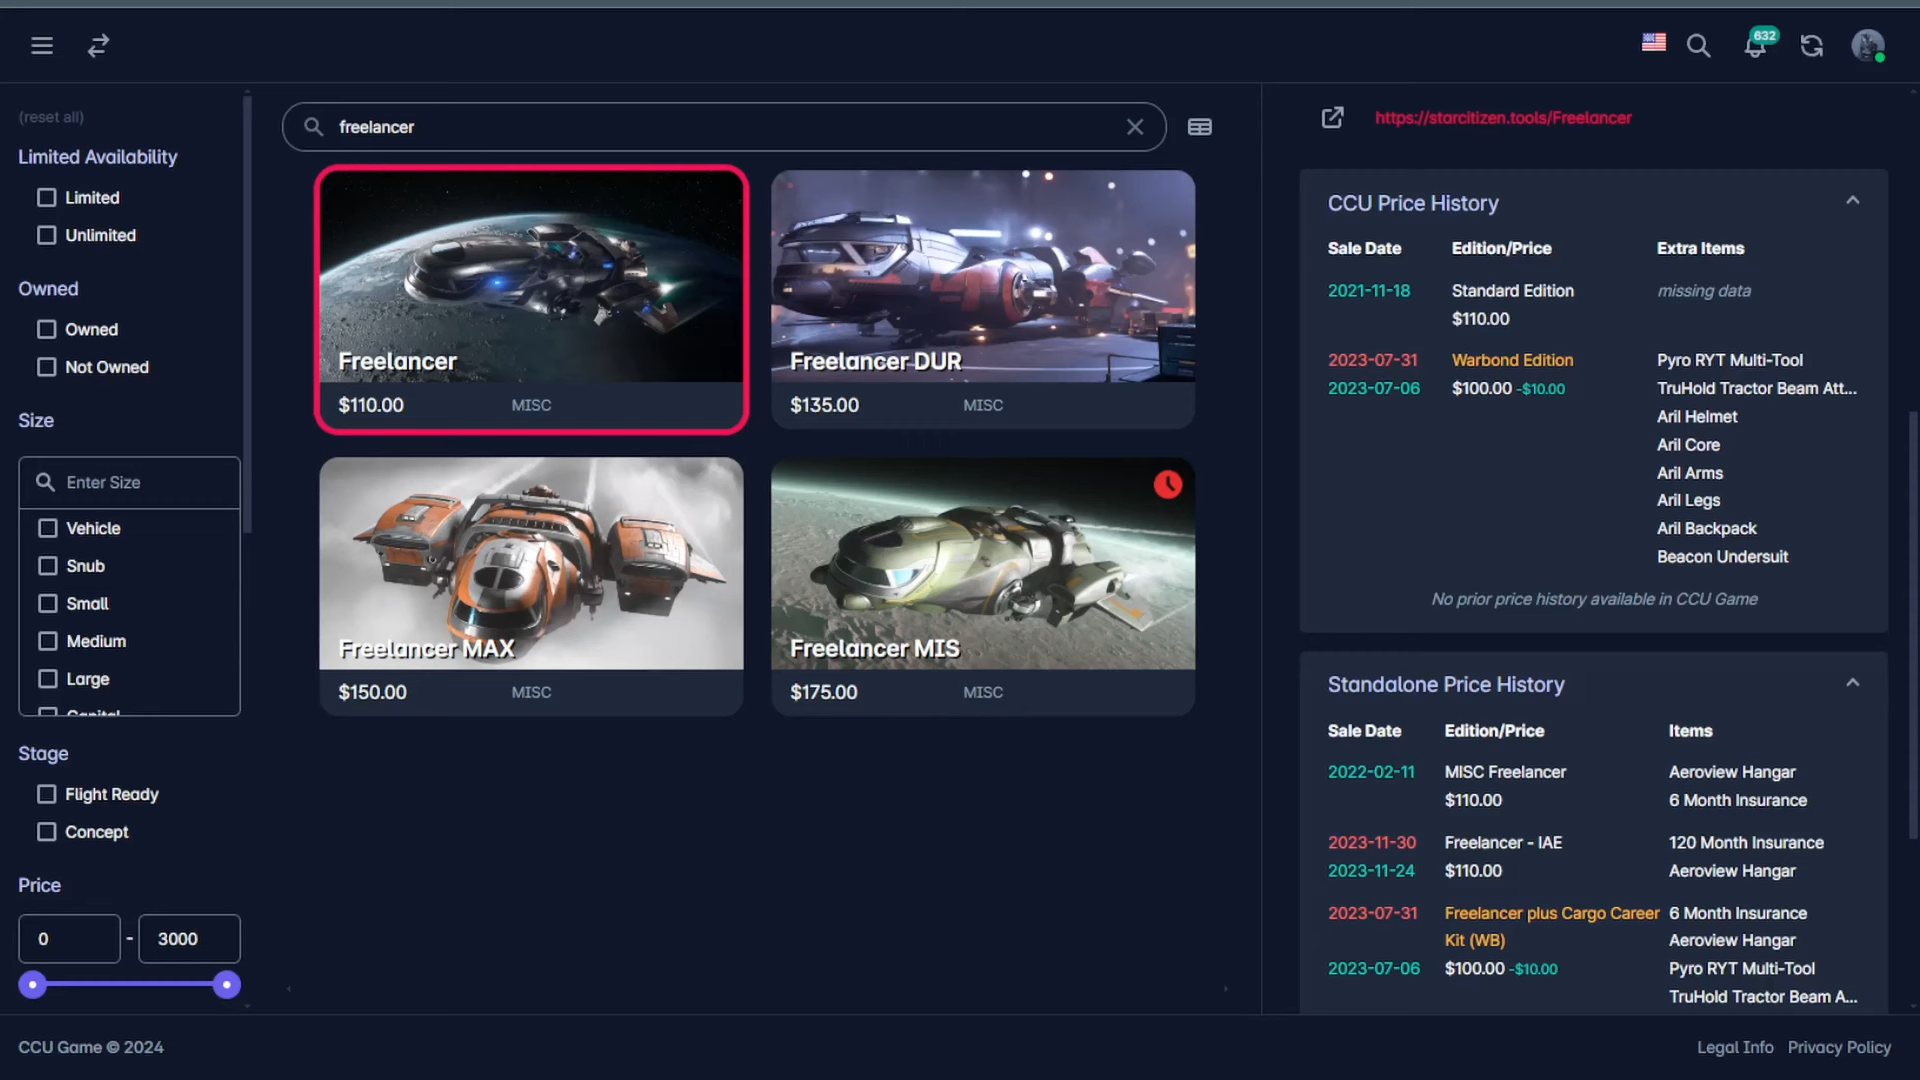 632
(reset all)
Limited Availability
Limited
Unlimited
Owned
Owned
Not Owned
Size
Enter Size
Vehicle
Snub
Small
Medium
Large
Capital
Stage
Flight Ready
Concept
Price
0 - 3000
freelancer
Freelancer
$110.00 MISC
Freelancer DUR
$135.00 MISC
Freelancer MAX
$150.00 MISC
Freelancer MIS
$175.00 MISC
https://starcitizen.tools/Freelancer
CCU Price History
Sale Date Edition/Price Extra Items
2021-11-18 Standard Edition missing data
$110.00
2023-07-31 Warbond Edition Pyro RYT Multi-Tool
2023-07-06 $100.00 -$10.00 TruHold Tractor Beam Att...
Aril Helmet
Aril Core
Aril Arms
Aril Legs
Aril Backpack
Beacon Undersuit
No prior price history available in CCU Game
Standalone Price History
Sale Date Edition/Price Items
2022-02-11 MISC Freelancer Aeroview Hangar
$110.00 6 Month Insurance
2023-11-30 Freelancer - IAE 120 Month Insurance
2023-11-24 $110.00 Aeroview Hangar
2023-07-31 Freelancer plus Cargo Career 6 Month Insurance
Kit (WB) Aeroview Hangar
2023-07-06 $100.00 -$10.00 Pyro RYT Multi-Tool
TruHold Tractor Beam A...
CCU Game © 2024
Legal Info Privacy Policy